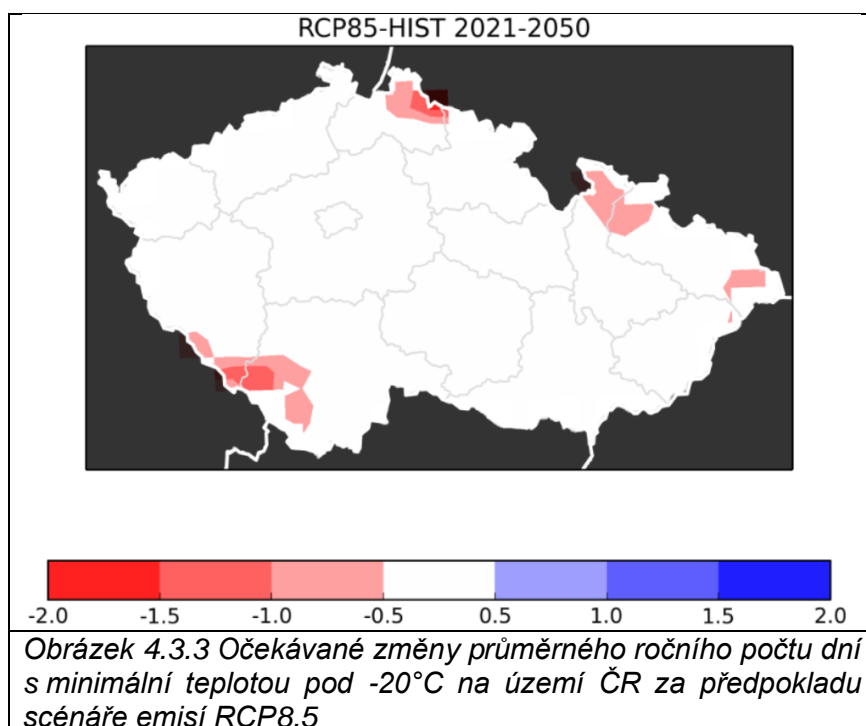 RCP85-HIST 2021-2050
-2.0 -1.5 -1.0 -0.5 0.5 1.0 1.5 2.0
Obrázek 4.3.3 Očekávané změny průměrného ročního počtu dní
s minimální teplotou pod -20°C na území ČR za předpokladu
scénáře emisí RCP8.5